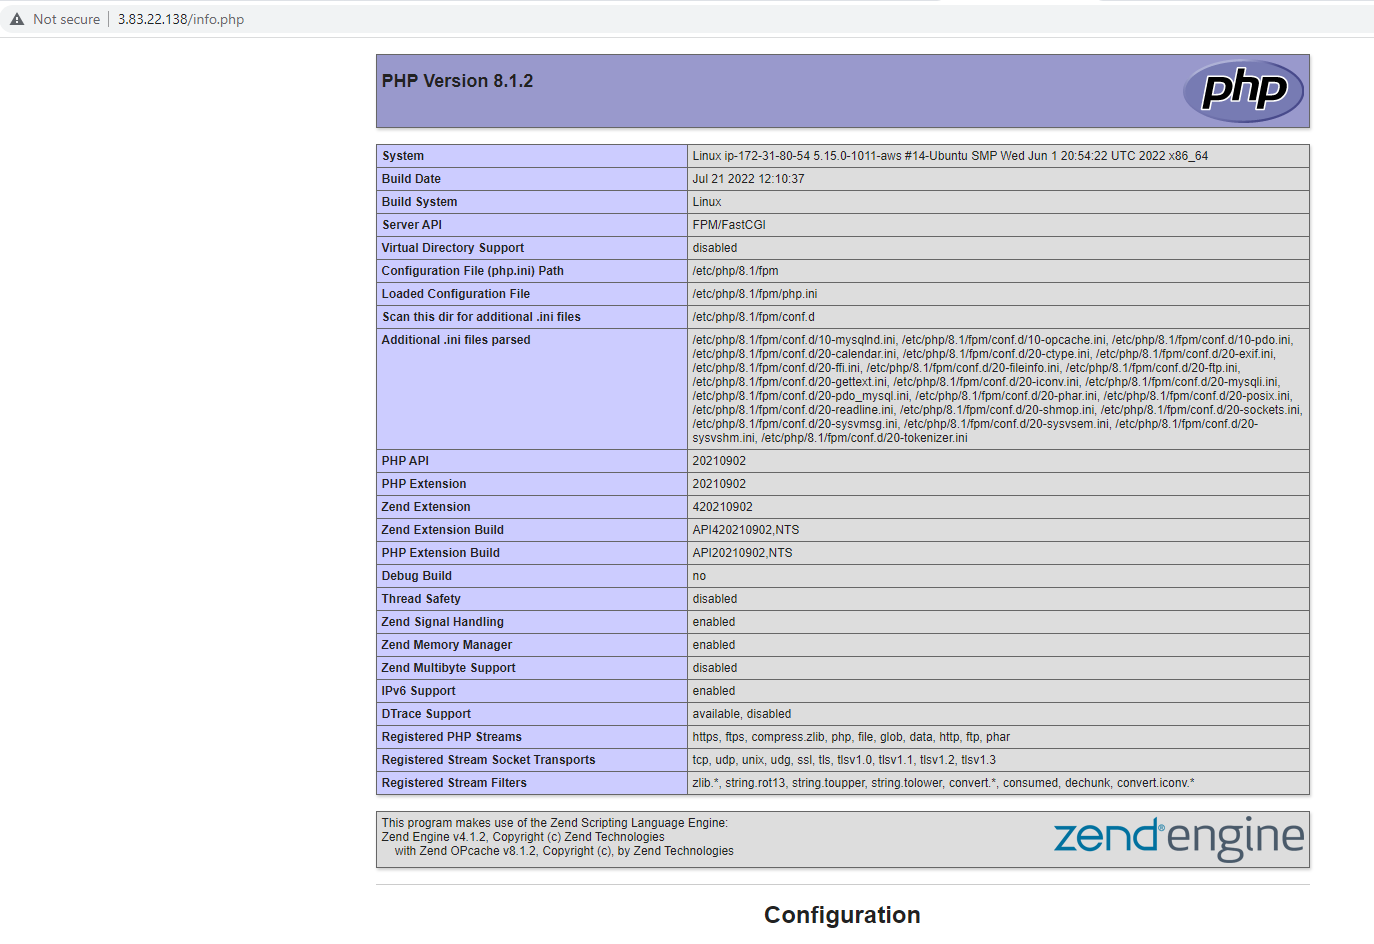 Not secure | 3.83.22.138/info.php
PHP Version 8.1.2
php
System Linux ip-172-31-80-54 5.15.0-1011-aws #14-Ubuntu SMP Wed Jun 1 20:54:22 UTC 2022 x86_64
Build Date Jul 21 2022 12:10:37
Build System Linux
Server API FPM/FastCGI
Virtual Directory Support disabled
Configuration File (php.ini) Path /etc/php/8.1/fpm
Loaded Configuration File /etc/php/8.1/fpm/php.ini
Scan this dir for additional .ini files /etc/php/8.1/fpm/conf.d
Additional .ini files parsed /etc/php/8.1/fpm/conf.d/10-mysqlnd.ini, /etc/php/8.1/fpm/conf.d/10-opcache.ini, /etc/php/8.1/fpm/conf.d/10-pdo.ini,
/etc/php/8.1/fpm/conf.d/20-calendar.ini, /etc/php/8.1/fpm/conf.d/20-ctype.ini, /etc/php/8.1/fpm/conf.d/20-exif.ini,
/etc/php/8.1/fpm/conf.d/20-ffi.ini, /etc/php/8.1/fpm/conf.d/20-fileinfo.ini, /etc/php/8.1/fpm/conf.d/20-ftp.ini,
/etc/php/8.1/fpm/conf.d/20-gettext.ini, /etc/php/8.1/fpm/conf.d/20-iconv.ini, /etc/php/8.1/fpm/conf.d/20-mysqli.ini,
/etc/php/8.1/fpm/conf.d/20-pdo_mysql.ini, /etc/php/8.1/fpm/conf.d/20-phar.ini, /etc/php/8.1/fpm/conf.d/20-posix.ini,
/etc/php/8.1/fpm/conf.d/20-readline.ini, /etc/php/8.1/fpm/conf.d/20-shmop.ini, /etc/php/8.1/fpm/conf.d/20-sockets.ini,
/etc/php/8.1/fpm/conf.d/20-sysvmsg.ini, /etc/php/8.1/fpm/conf.d/20-sysvsem.ini, /etc/php/8.1/fpm/conf.d/20-
sysvshm.ini, /etc/php/8.1/fpm/conf.d/20-tokenizer.ini
PHP API 20210902
PHP Extension 20210902
Zend Extension 420210902
Zend Extension Build API420210902,NTS
PHP Extension Build API20210902,NTS
Debug Build no
Thread Safety disabled
Zend Signal Handling enabled
Zend Memory Manager enabled
Zend Multibyte Support disabled
IPv6 Support enabled
DTrace Support available, disabled
Registered PHP Streams https, ftps, compress.zlib, php, file, glob, data, http, ftp, phar
Registered Stream Socket Transports tcp, udp, unix, udg, ssl, tls, tlsv1.0, tlsv1.1, tlsv1.2, tlsv1.3
Registered Stream Filters zlib.*, string.rot13, string.toupper, string.tolower, convert.*, consumed, dechunk, convert.iconv.*
This program makes use of the Zend Scripting Language Engine:
Zend Engine v4.1.2, Copyright (c) Zend Technologies
with Zend OPcache v8.1.2, Copyright (c), by Zend Technologies
zend® engine
Configuration